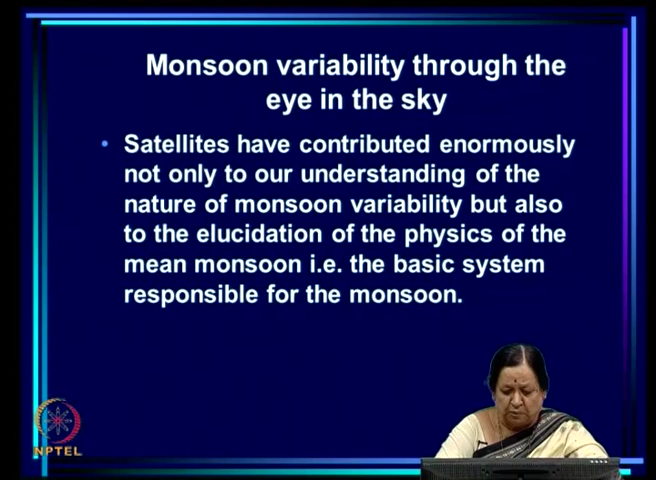 Monsoon variability through the
eye in the sky
• Satellites have contributed enormously
not only to our understanding of the
nature of monsoon variability but also
to the elucidation of the physics of the
mean monsoon i.e. the basic system
responsible for the monsoon.
NPTEL